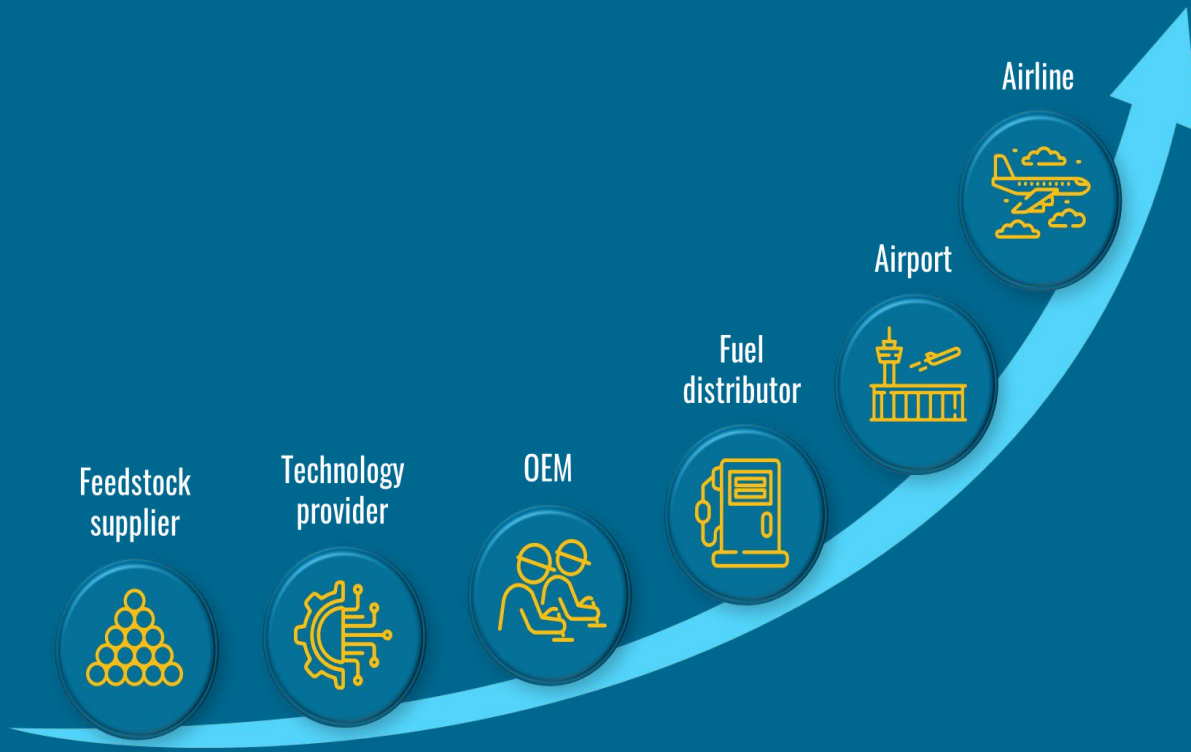 Feedstock
supplier
Technology
provider
OEM
Fuel
distributor
Airport
Airline